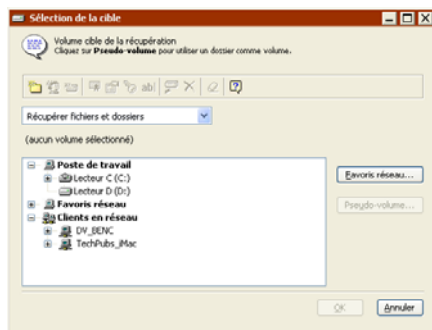 Sélection de la cible
Volume cible de la récupération
Cliquez sur Pseudo-volume pour utiliser un dossier comme volume.
ab|
Récupérer fichiers et dossiers
(aucun volume sélectionné)
Poste de travail
Lecteur C (C:)
Lecteur D (D:)
Favoris réseau
Clients en réseau
DV_BENC
TechPubs_iMac
Favoris réseau...
Pseudo-volume...
OK
Annuler